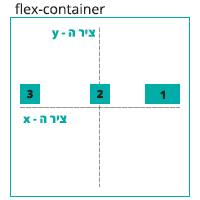 flex-container
ציר ה - y
3 2 1
ציר ה - x